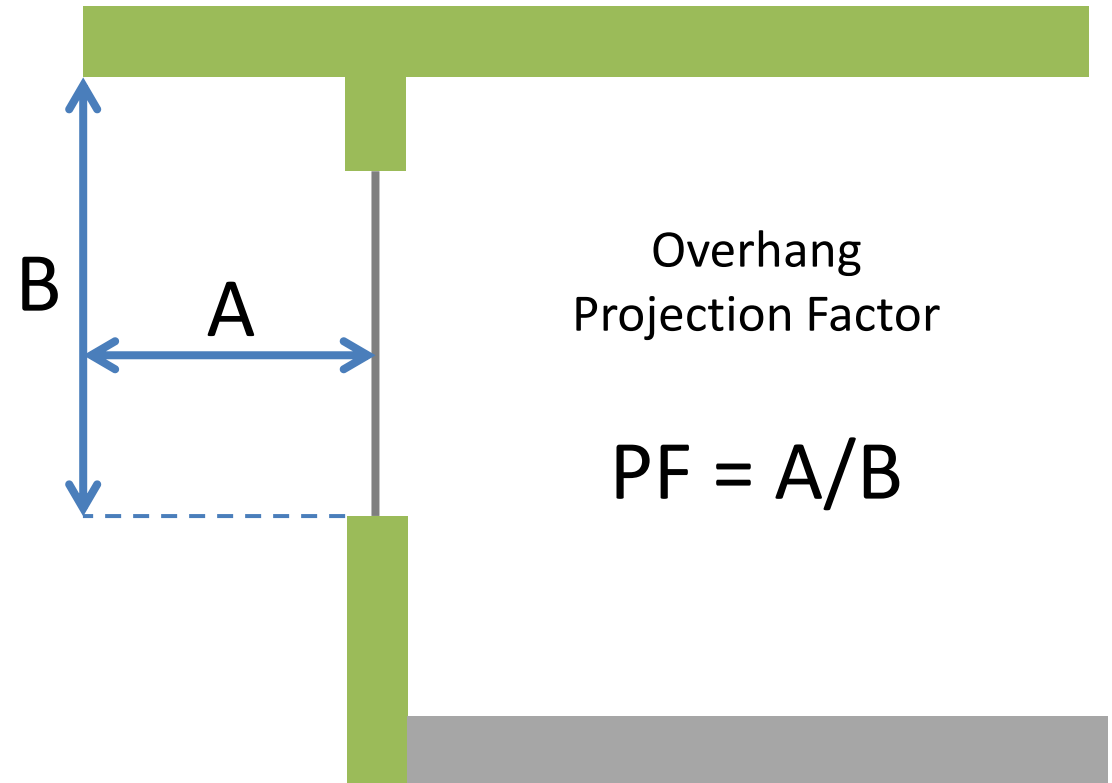 B
A
Overhang
Projection Factor
PF = A/B